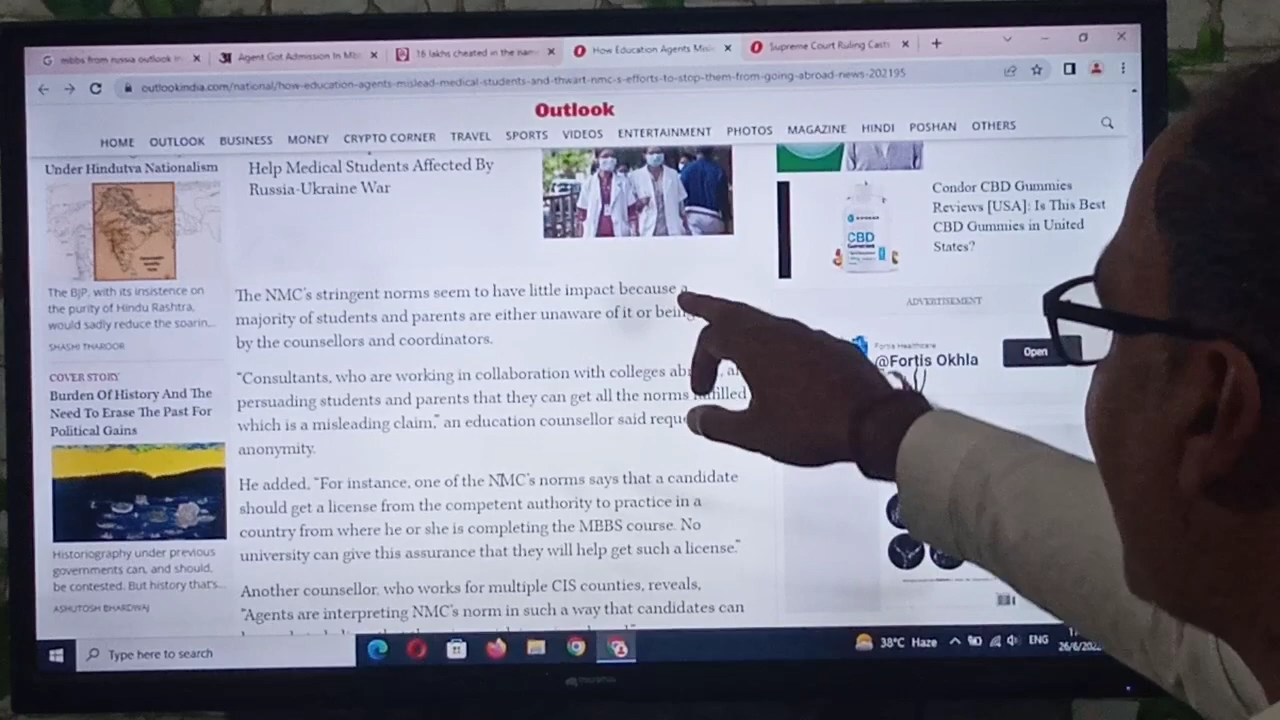 mbbs from russia outlook in
Agent Got Admission In Mb
16 lakhs cheated in the nam
How Education Agents Misle
Supreme Court Ruling Casts
outlookindia.com/national/how-education-agents-mislead-medical-students-and-thwart-nmc-s-efforts-to-stop-them-from-going-abroad-news-202195
Outlook
HOME OUTLOOK BUSINESS MONEY CRYPTO CORNER TRAVEL SPORTS VIDEOS ENTERTAINMENT PHOTOS MAGAZINE HINDI POSHAN OTHERS
Under Hindutva Nationalism
The BJP, with its insistence on
the purity of Hindu Rashtra,
would sadly reduce the soarin...
SHASHI THAROOR
COVER STORY
Burden Of History And The
Need To Erase The Past For
Political Gains
Historiography under previous
governments can, and should,
be contested. But history that's...
ASHUTOSH BHARDWAJ
Help Medical Students Affected By
Russia-Ukraine War
The NMC's stringent norms seem to have little impact because a
majority of students and parents are either unaware of it or being
by the counsellors and coordinators.
"Consultants, who are working in collaboration with colleges
persuading students and parents that they can get all the norms fulfilled
which is a misleading claim," an education counsellor said
anonymity.
He added, "For instance, one of the NMC's norms says that a candidate
should get a license from the competent authority to practice in a
country from where he or she is completing the MBBS course. No
university can give this assurance that they will help get such a license."
Another counsellor, who works for multiple CIS counties, reveals,
"Agents are interpreting NMC's norm in such a way that candidates can
Condor CBD Gummies
Reviews [USA]: Is This Best
CBD Gummies in United
States?
CBD
ADVERTISEMENT
Fortis Healthcare
@Fortis Okhla
Open
Type here to search
38°C Haze
ENG
26/6/202
micromax